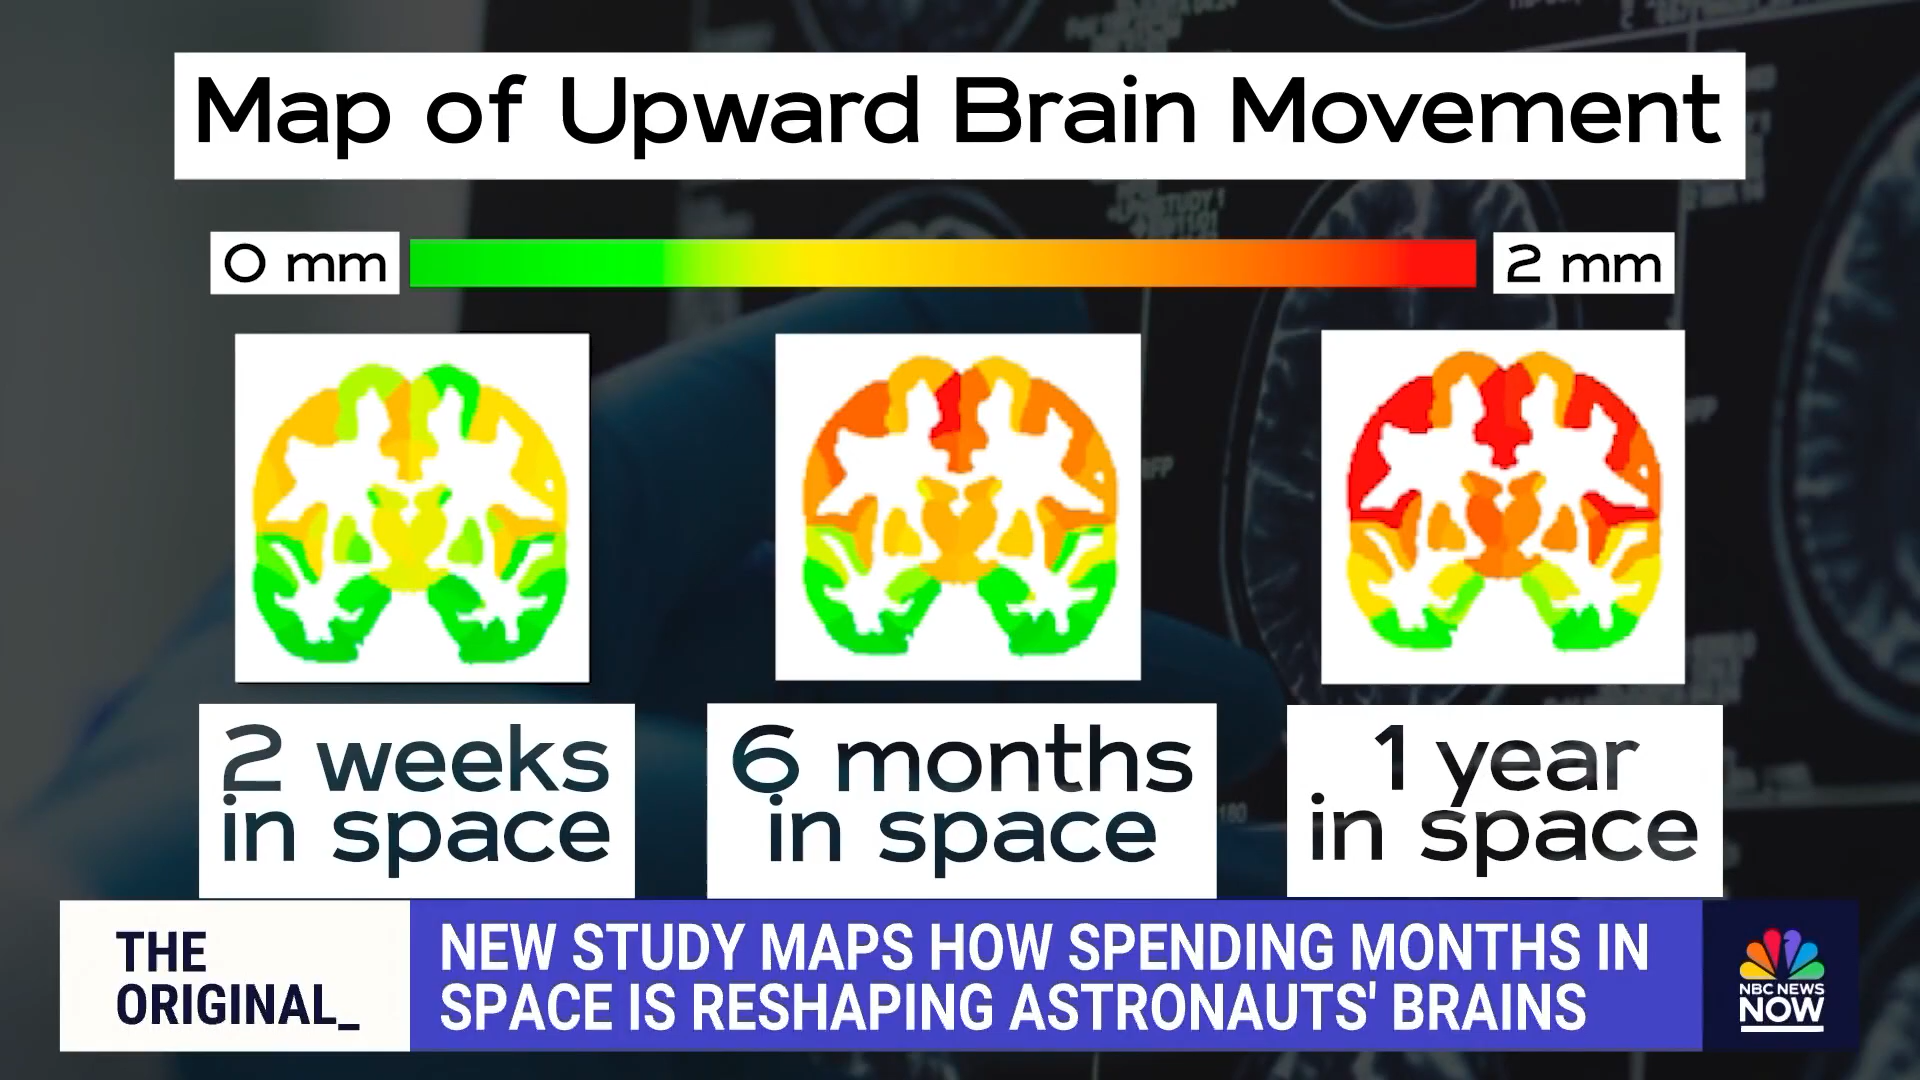 Map of Upward Brain Movement
0 mm
2 mm
2 weeks
in space
6 months
in space
1 year
in space
THE
ORIGINAL_
NEW STUDY MAPS HOW SPENDING MONTHS IN
SPACE IS RESHAPING ASTRONAUTS' BRAINS
NBC NEWS
NOW